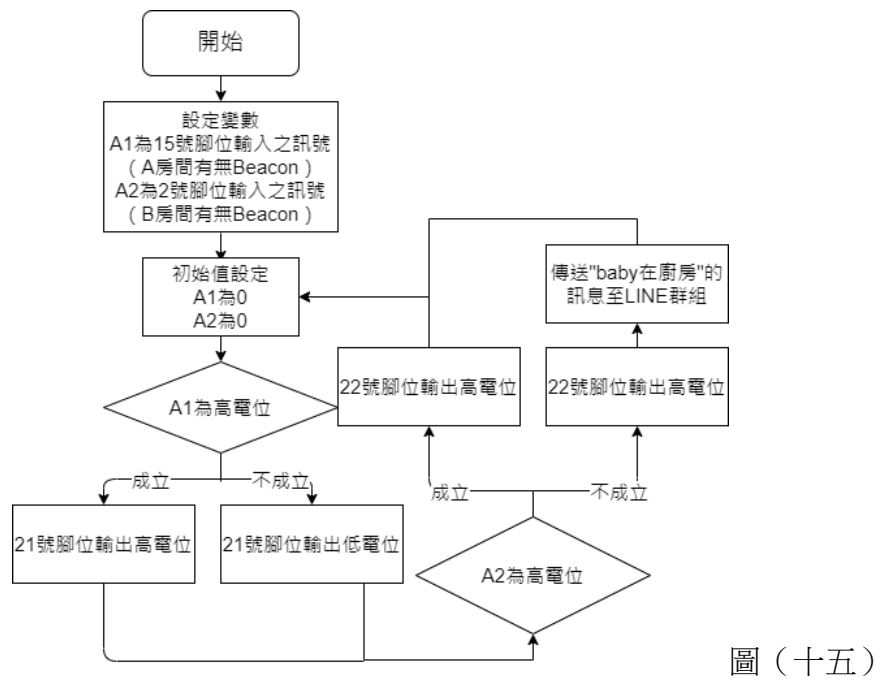 開始
設定變數
A1為15號腳位輸入之訊號
（A房間有無Beacon）
A2為2號腳位輸入之訊號
（B房間有無Beacon）
初始值設定
A1為0
A2為0
A1為高電位
成立
不成立
21號腳位輸出高電位
21號腳位輸出低電位
A2為高電位
成立
不成立
22號腳位輸出高電位
22號腳位輸出高電位
傳送"baby在廚房"的
訊息至LINE群組
圖（十五）